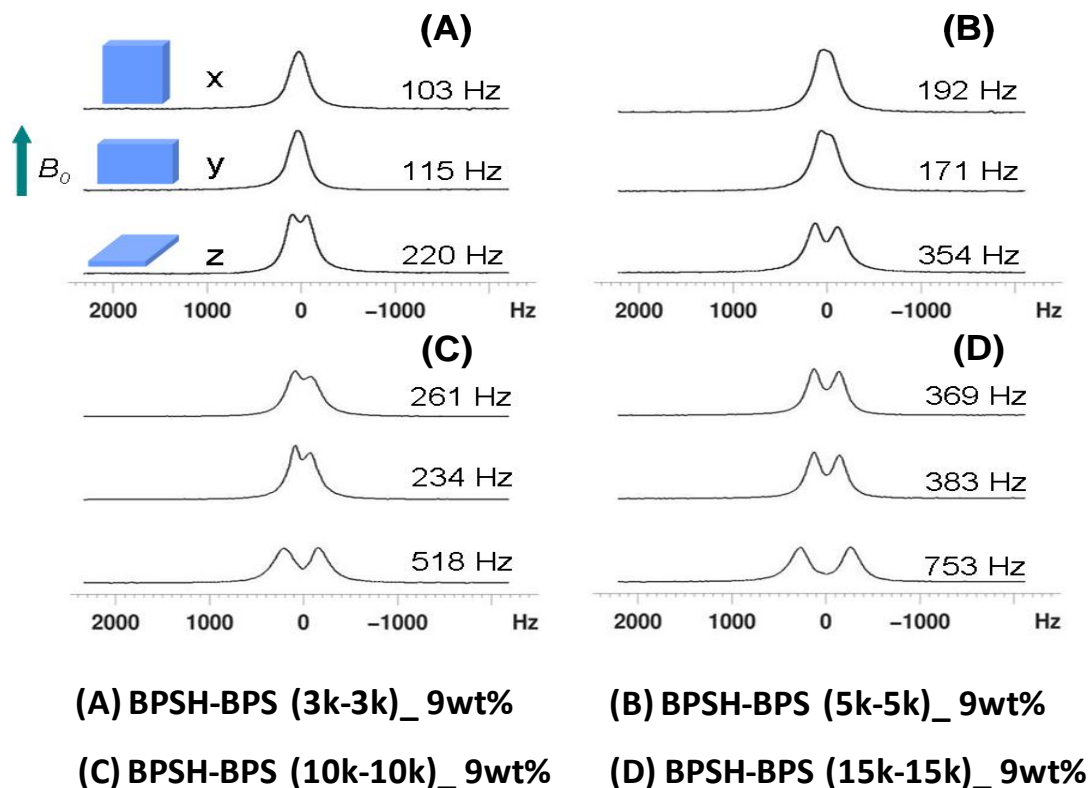 (A)
x
103 Hz
B₀
y
115 Hz
z
220 Hz
2000 1000 0 −1000 Hz
(B)
192 Hz
171 Hz
354 Hz
2000 1000 0 −1000 Hz
(C)
261 Hz
234 Hz
518 Hz
2000 1000 0 −1000 Hz
(D)
369 Hz
383 Hz
753 Hz
2000 1000 0 −1000 Hz
(A) BPSH-BPS (3k-3k)_ 9wt%
(B) BPSH-BPS (5k-5k)_ 9wt%
(C) BPSH-BPS (10k-10k)_ 9wt%
(D) BPSH-BPS (15k-15k)_ 9wt%